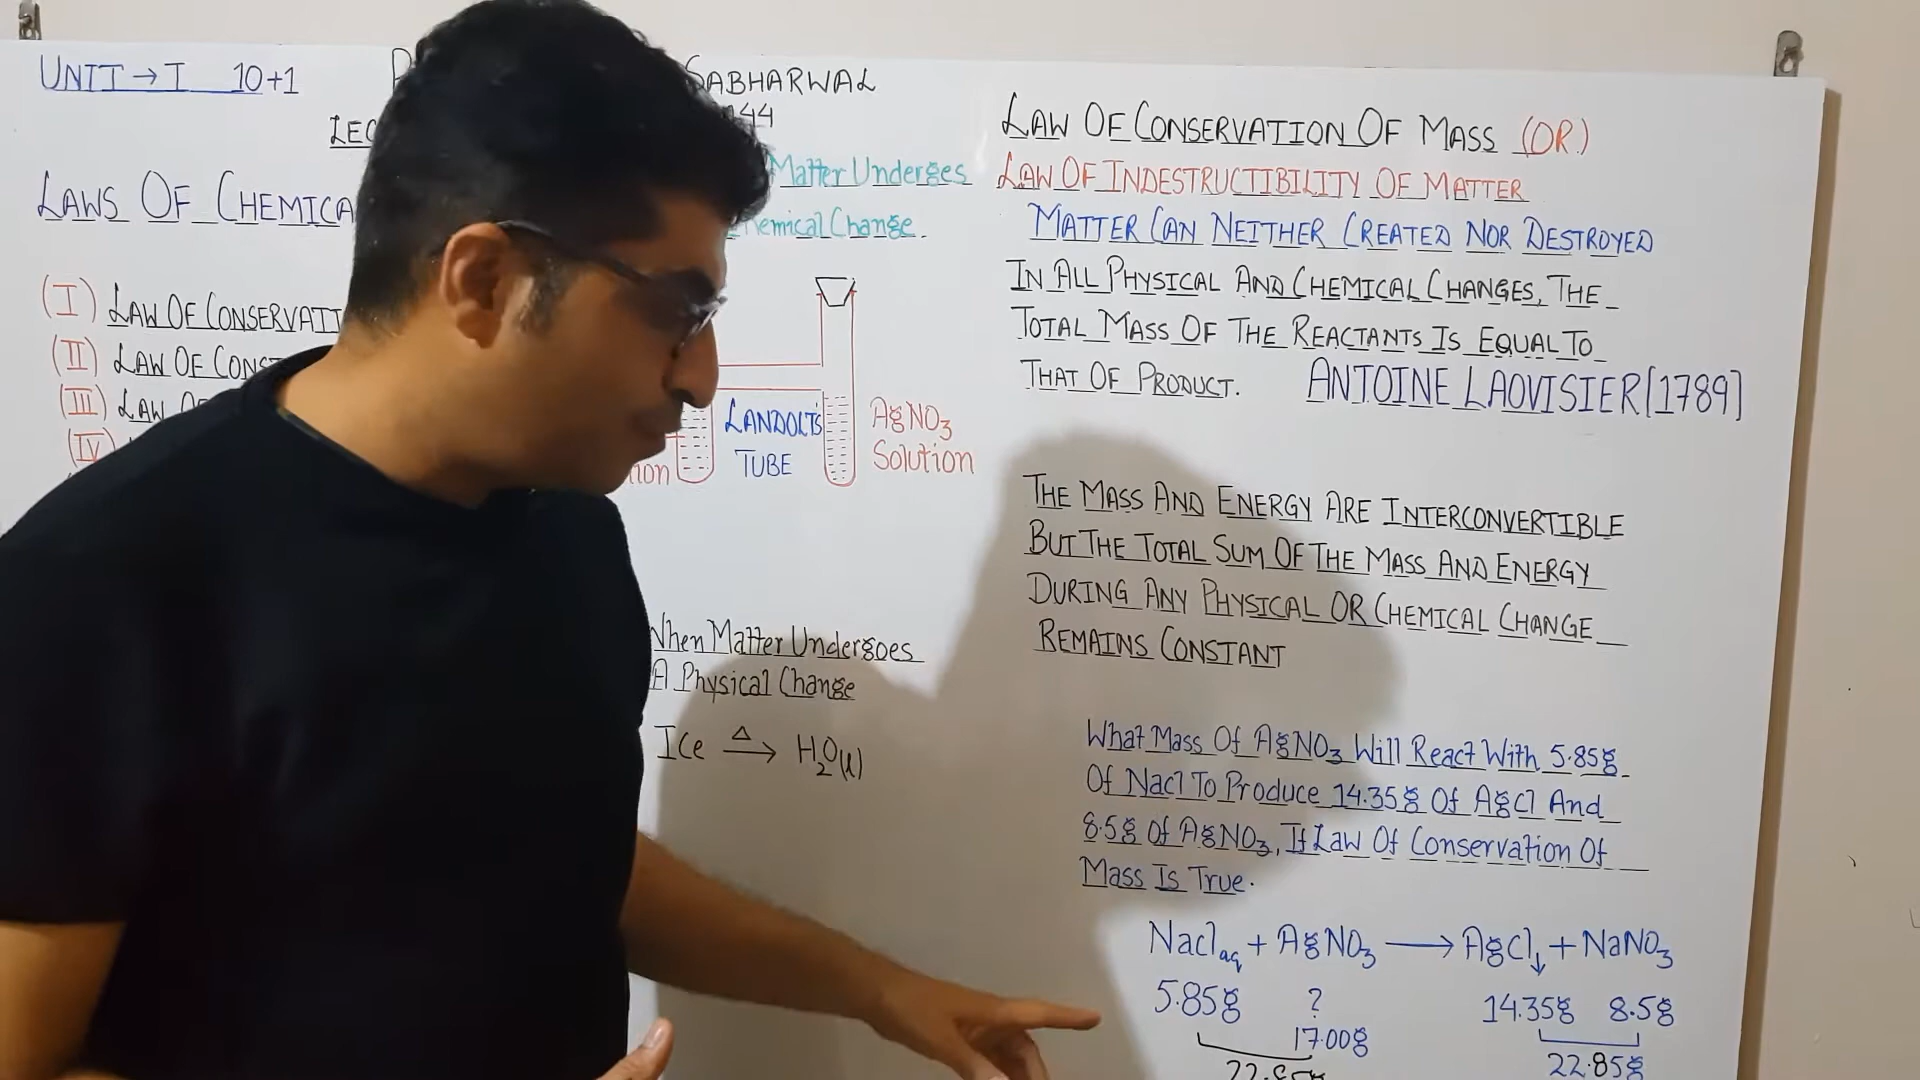 UNIT → I 10+1
SABHARWAL
LEC
44
LAWS OF CHEMICA
Matter Underges
hemical Change.
(I) LAW OF CONSERVATI
(II) LAW OF CONS
(III) LAW OF
(IV)
LANDOLTS
TUBE
AgNO3
Solution
ion
When Matter Undergoes
A Physical Change
ICe △→ H2O(l)
LAW OF CONSERVATION OF MASS (OR)
LAW OF INDESTRUCTIBILITY OF MATTER
MATTER CAN NEITHER CREATED NOR DESTROYED
IN ALL PHYSICAL AND CHEMICAL CHANGES, THE
TOTAL MASS OF THE REACTANTS IS EQUAL TO
THAT OF PRODUCT. ANTOINE LAOVISIER [1789]
THE MASS AND ENERGY ARE INTERCONVERTIBLE
BUT THE TOTAL SUM OF THE MASS AND ENERGY
DURING ANY PHYSICAL OR CHEMICAL CHANGE
REMAINS CONSTANT
What Mass Of AgNO3 Will React With 5.85g
Of Nacl To Produce 14.35g Of Agcl And
8.5g Of AgNO3, If Law Of Conservation Of
Mass Is True.
Nacl aq + AgNO3 → AgCl↓ + NaNO3
5.85g ? 14.35g 8.5g
17.00g
22.85g